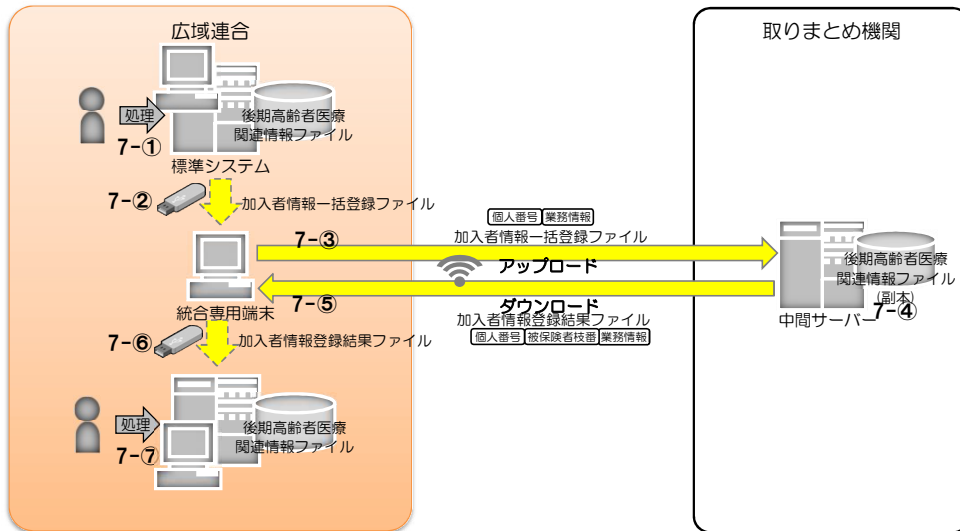 広域連合
処理
7-①
後期高齢者医療
関連情報ファイル
標準システム
7-②
加入者情報一括登録ファイル
統合専用端末
7-⑥
加入者情報登録結果ファイル
処理
7-⑦
後期高齢者医療
関連情報ファイル
個人番号 業務情報
7-③
加入者情報一括登録ファイル
アップロード
7-⑤
ダウンロード
加入者情報登録結果ファイル
個人番号 被保険者枝番 業務情報
取りまとめ機関
後期高齢者医療
関連情報ファイル
(副本)
7-④
中間サーバー